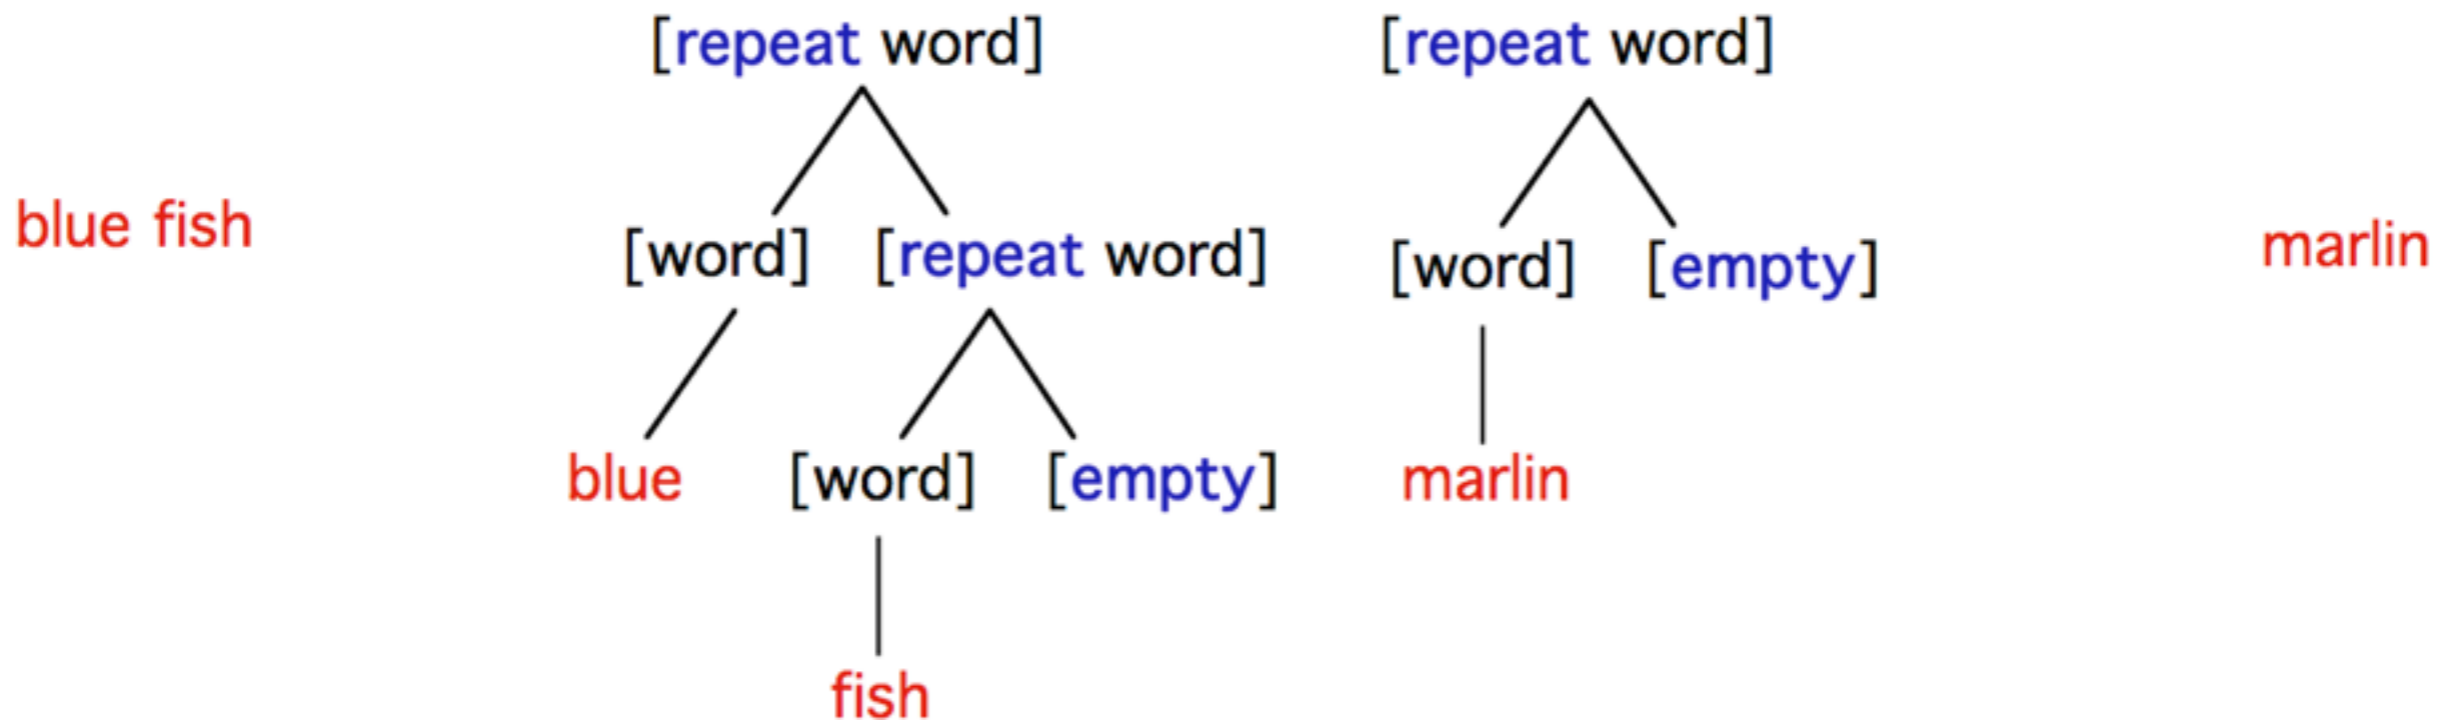 [repeat word] [repeat word]
blue fish
[word] [repeat word] [word] [empty] marlin
blue [word] [empty] marlin
fish